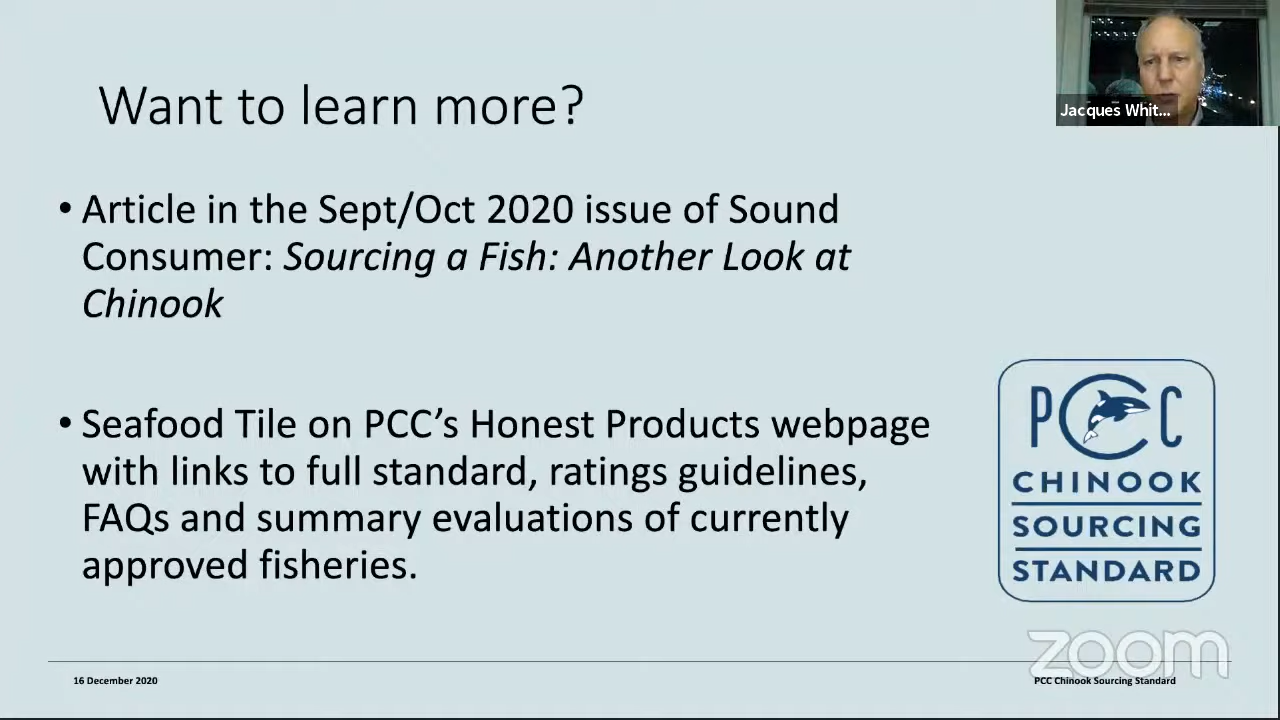 Want to learn more?
Jacques Whit...
• Article in the Sept/Oct 2020 issue of Sound
Consumer: Sourcing a Fish: Another Look at
Chinook
• Seafood Tile on PCC’s Honest Products webpage
with links to full standard, ratings guidelines,
FAQs and summary evaluations of currently
approved fisheries.
PCC
CHINOOK
SOURCING
STANDARD
zoom
16 December 2020
PCC Chinook Sourcing Standard